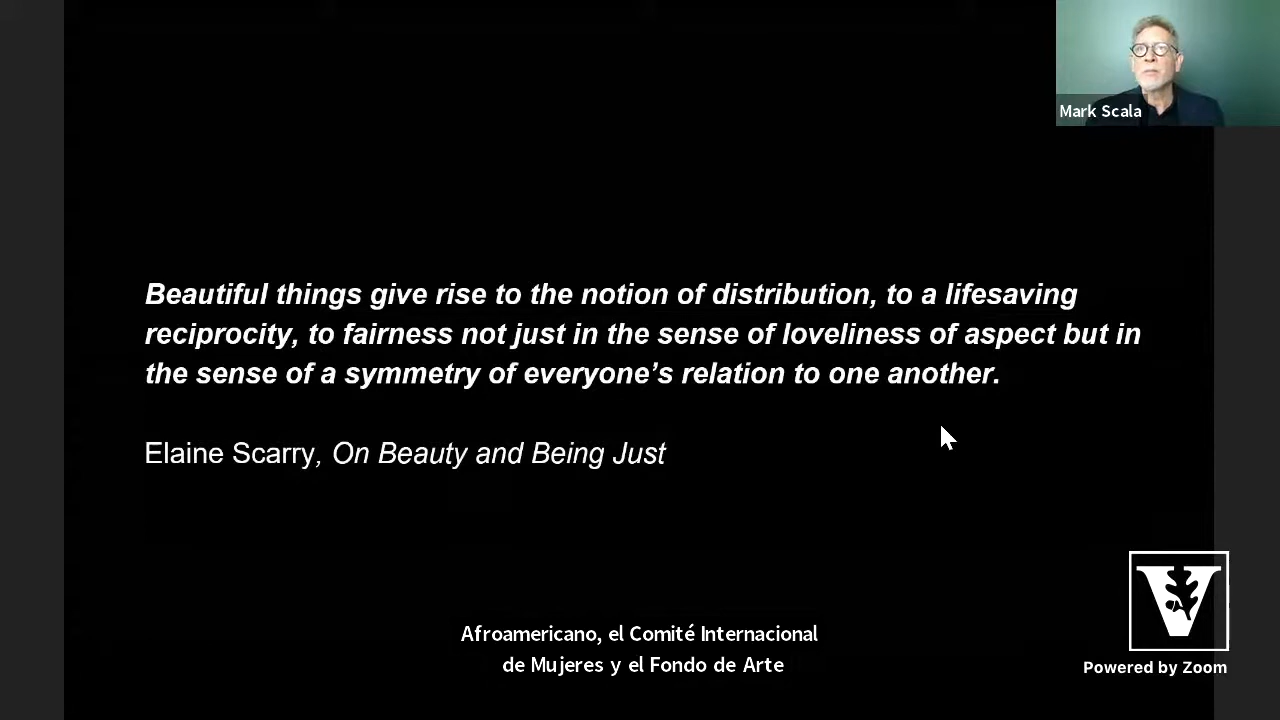 Mark Scala
Beautiful things give rise to the notion of distribution, to a lifesaving
reciprocity, to fairness not just in the sense of loveliness of aspect but in
the sense of a symmetry of everyone’s relation to one another.
Elaine Scarry, On Beauty and Being Just
Afroamericano, el Comité Internacional
de Mujeres y el Fondo de Arte
V
Powered by Zoom